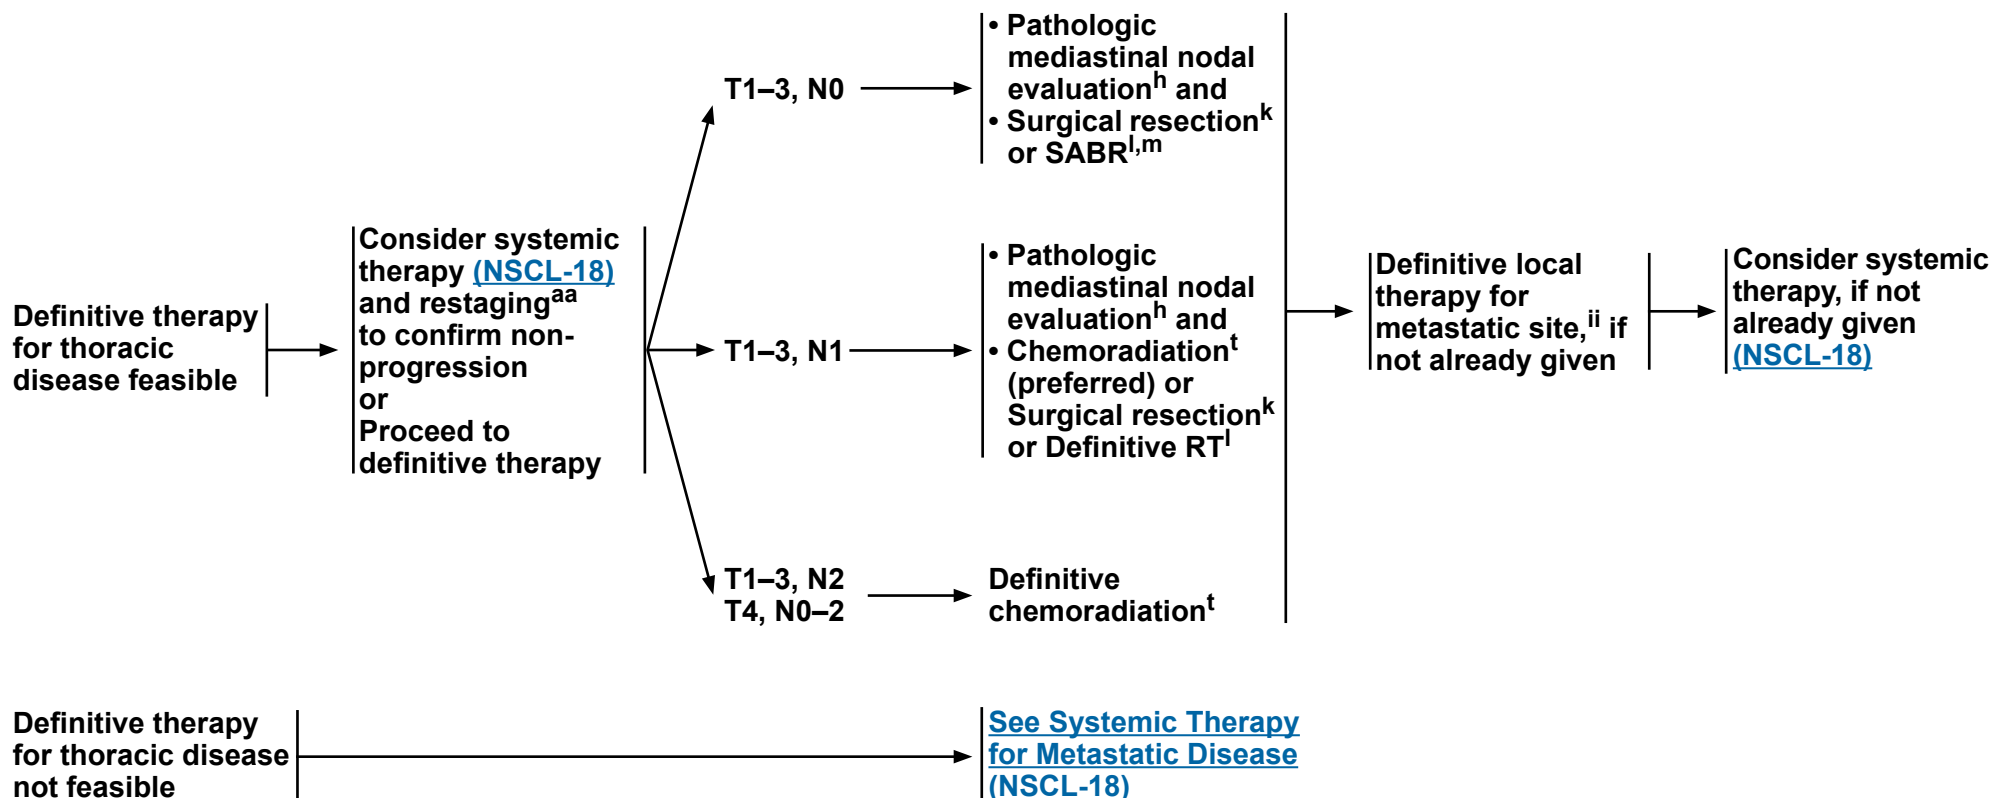 Definitive therapy
for thoracic
disease feasible
Consider systemic
therapy (NSCL-18)
and restagingaa
to confirm non-
progression
or
Proceed to
definitive therapy
T1–3, N0
• Pathologic
mediastinal nodal
evaluationh and
• Surgical resectionk
or SABRl,m
T1–3, N1
• Pathologic
mediastinal nodal
evaluationh and
• Chemoradiationt
(preferred) or
Surgical resectionk
or Definitive RTl
T1–3, N2
T4, N0–2
Definitive
chemoradiationt
Definitive local
therapy for
metastatic site,ii if
not already given
Consider systemic
therapy, if not
already given
(NSCL-18)
Definitive therapy
for thoracic disease
not feasible
See Systemic Therapy
for Metastatic Disease
(NSCL-18)